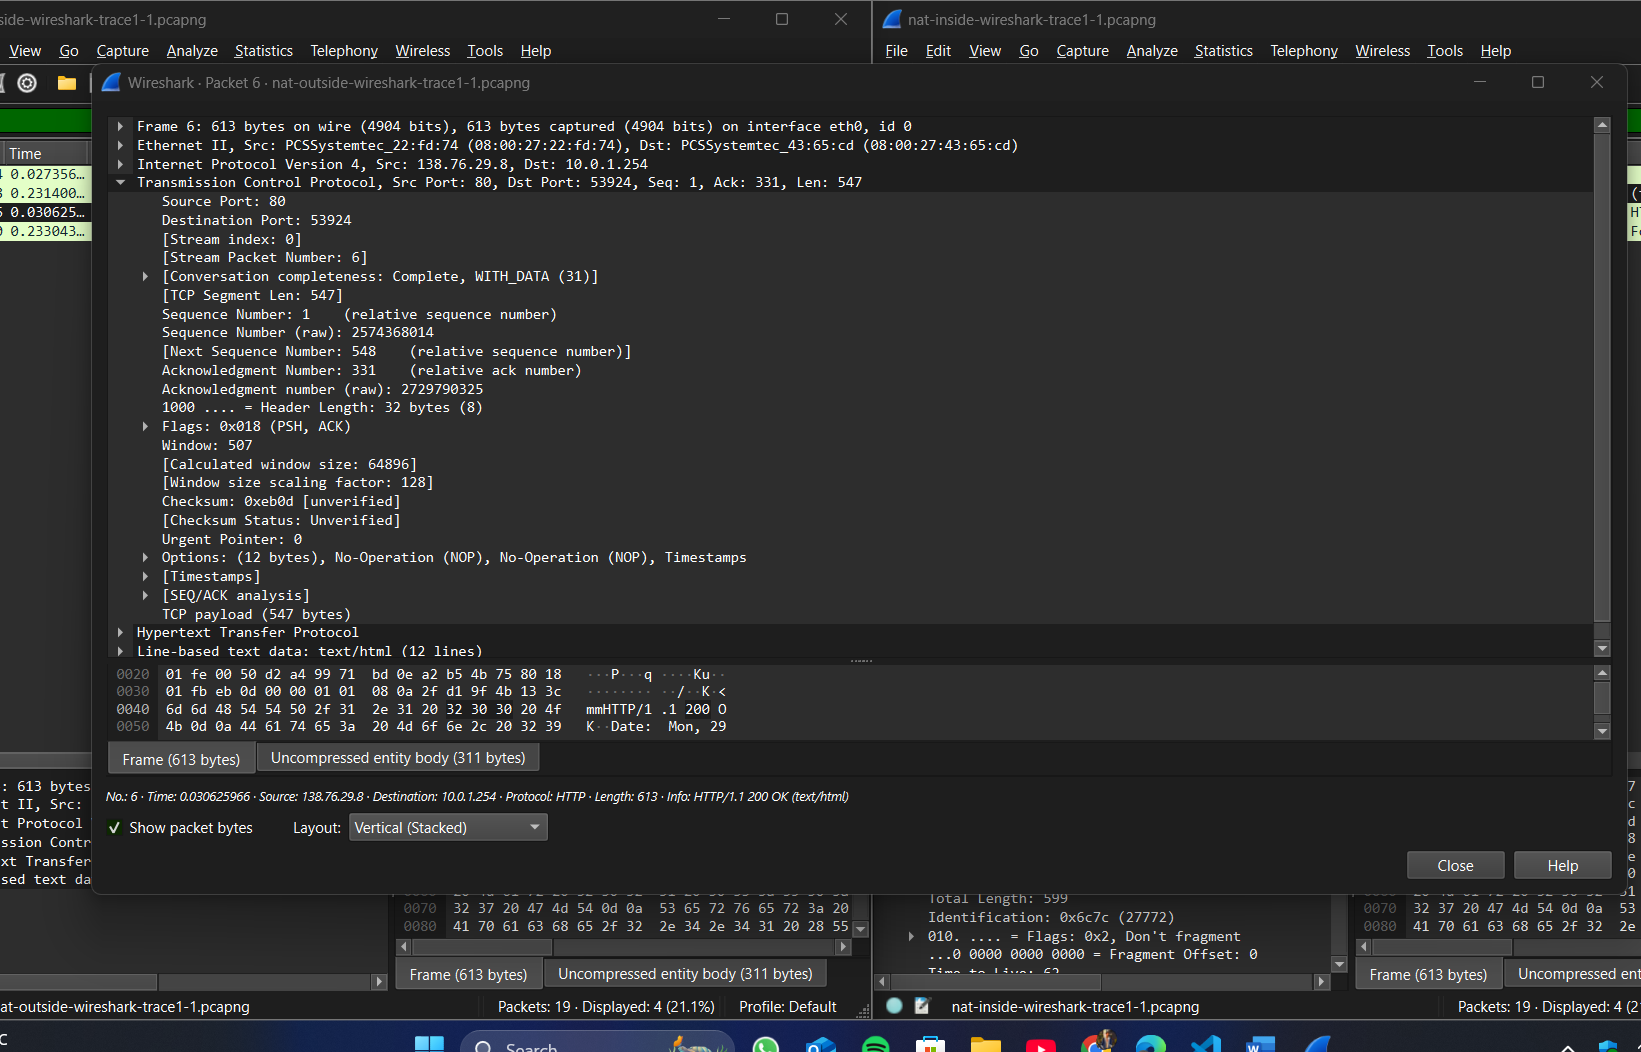 side-wireshark-trace1-1.pcapng
View Go Capture Analyze Statistics Telephony Wireless Tools Help
nat-inside-wireshark-trace1-1.pcapng
File Edit View Go Capture Analyze Statistics Telephony Wireless Tools Help
Time
0.027356...
0.231400...
0.030625...
0.233043...
Wireshark · Packet 6 · nat-outside-wireshark-trace1-1.pcapng
Frame 6: 613 bytes on wire (4904 bits), 613 bytes captured (4904 bits) on interface eth0, id 0
Ethernet II, Src: PCSSystemtec_22:fd:74 (08:00:27:22:fd:74), Dst: PCSSystemtec_43:65:cd (08:00:27:43:65:cd)
Internet Protocol Version 4, Src: 138.76.29.8, Dst: 10.0.1.254
Transmission Control Protocol, Src Port: 80, Dst Port: 53924, Seq: 1, Ack: 331, Len: 547
Source Port: 80
Destination Port: 53924
[Stream index: 0]
[Stream Packet Number: 6]
[Conversation completeness: Complete, WITH_DATA (31)]
[TCP Segment Len: 547]
Sequence Number: 1    (relative sequence number)
Sequence Number (raw): 2574368014
[Next Sequence Number: 548    (relative sequence number)]
Acknowledgment Number: 331    (relative ack number)
Acknowledgment number (raw): 2729790325
1000 .... = Header Length: 32 bytes (8)
Flags: 0x018 (PSH, ACK)
Window: 507
[Calculated window size: 64896]
[Window size scaling factor: 128]
Checksum: 0xeb0d [unverified]
[Checksum Status: Unverified]
Urgent Pointer: 0
Options: (12 bytes), No-Operation (NOP), No-Operation (NOP), Timestamps
[Timestamps]
[SEQ/ACK analysis]
TCP payload (547 bytes)
Hypertext Transfer Protocol
Line-based text data: text/html (12 lines)
0020 01 fe 00 50 d2 a4 99 71 bd 0e a2 b5 4b 75 80 18 ···P···q ····Ku··
0030 01 fb eb 0d 00 00 01 01 08 0a 2f d1 9f 4b 13 3c ········ ··/··K·<
0040 6d 6d 48 54 54 50 2f 31 2e 31 20 32 30 30 20 4f mmHTTP/1 .1 200 O
0050 4b 0d 0a 44 61 74 65 3a 20 4d 6f 6e 2c 20 32 39 K··Date: Mon, 29
Frame (613 bytes) Uncompressed entity body (311 bytes)
No.: 6 · Time: 0.030625966 · Source: 138.76.29.8 · Destination: 10.0.1.254 · Protocol: HTTP · Length: 613 · Info: HTTP/1.1 200 OK (text/html)
Show packet bytes Layout: Vertical (Stacked)
Close Help
: 613 bytes
t II, Src:
t Protocol
ssion Contr
xt Transfer
sed text da
0070 32 37 20 47 4d 54 0d 0a 53 65 72 76 65 72 3a 20
0080 41 70 61 63 68 65 2f 32 2e 34 2e 34 31 20 28 55
Frame (613 bytes) Uncompressed entity body (311 bytes)
Total Length: 599
Identification: 0x6c7c (27772)
010. .... = Flags: 0x2, Don't fragment
...0 0000 0000 0000 = Fragment Offset: 0
Time to Live: 62
0070 32 37 20 47 4d 54 0d 0a 53
0080 41 70 61 63 68 65 2f 32 2e
Frame (613 bytes) Uncompressed ent
nat-outside-wireshark-trace1-1.pcapng Packets: 19 · Displayed: 4 (21.1%) Profile: Default
nat-inside-wireshark-trace1-1.pcapng Packets: 19 · Displayed: 4 (2
Search